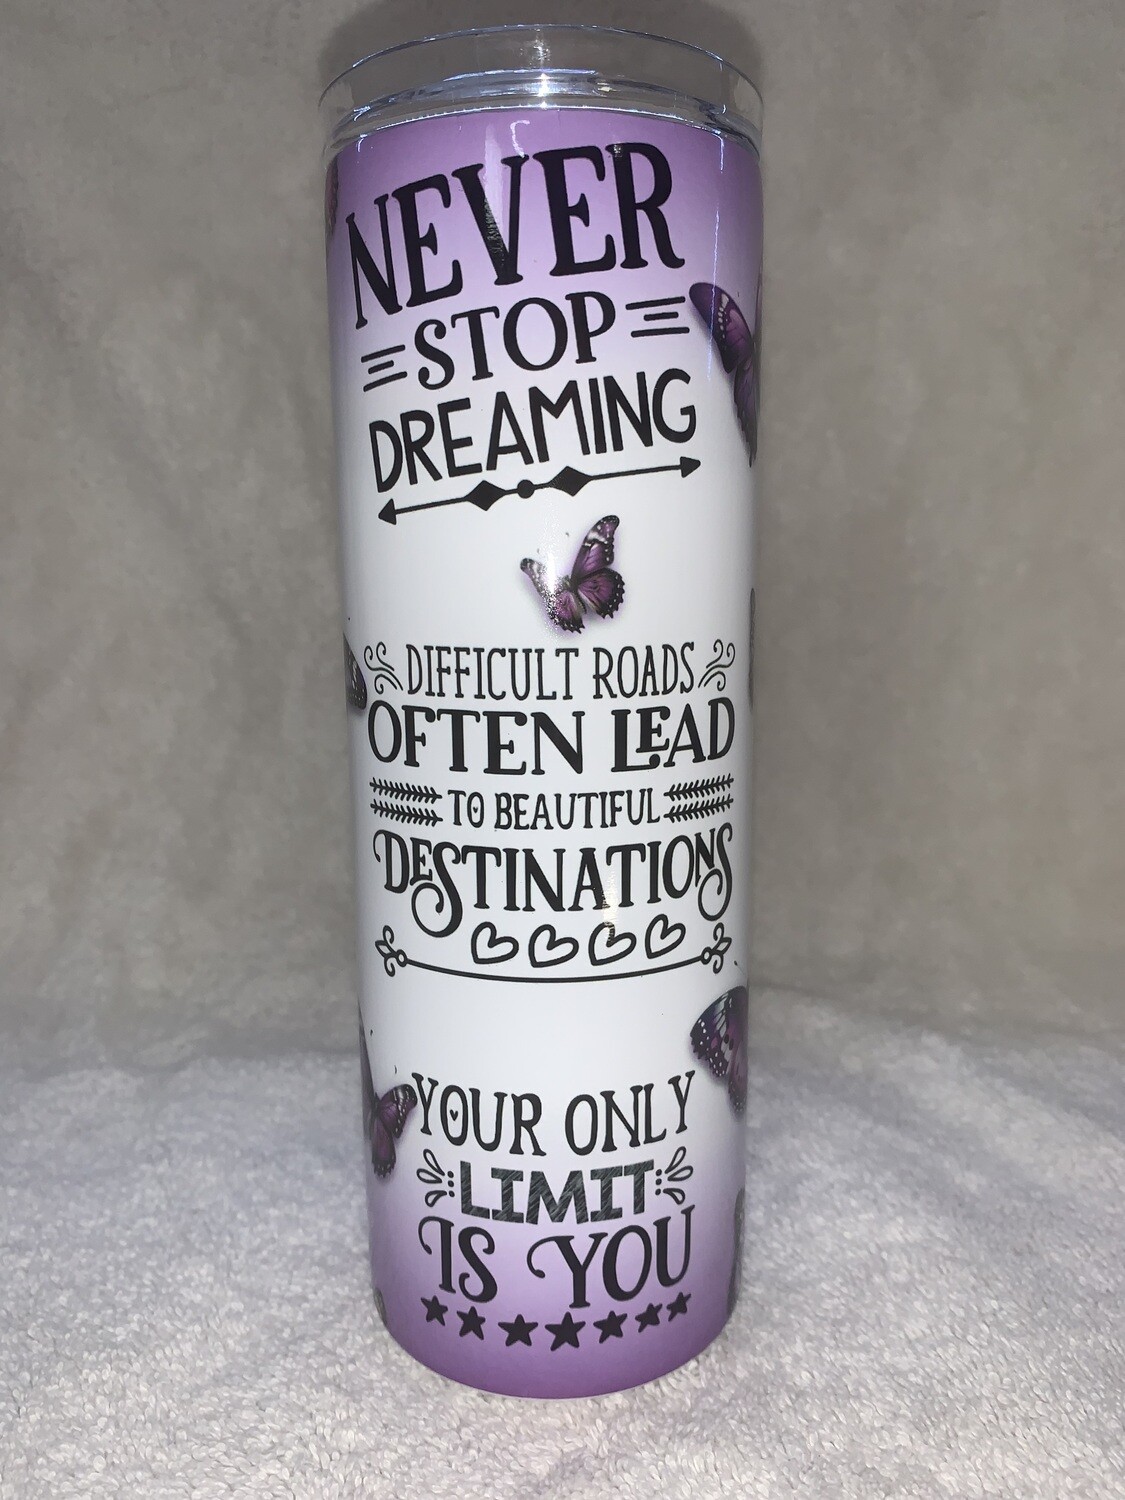 NEVER
STOP
DREAMING
DIFFICULT ROADS
OFTEN LEAD
TO BEAUTIFUL
DESTINATIONS
YOUR ONLY
LIMIT
IS YOU